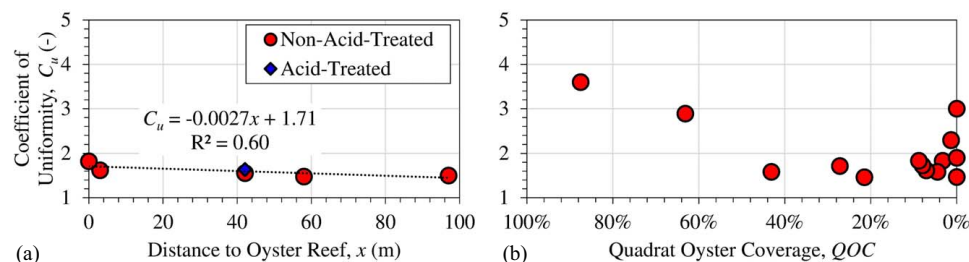 Coefficient of
Uniformity, Cᵤ (-)
5
4
3
2
1
Non-Acid-Treated
Acid-Treated
Cᵤ = -0.0027x + 1.71
R² = 0.60
0 20 40 60 80 100
(a)
Distance to Oyster Reef, x (m)
5
4
3
2
1
100% 80% 60% 40% 20% 0%
(b)
Quadrat Oyster Coverage, QOC